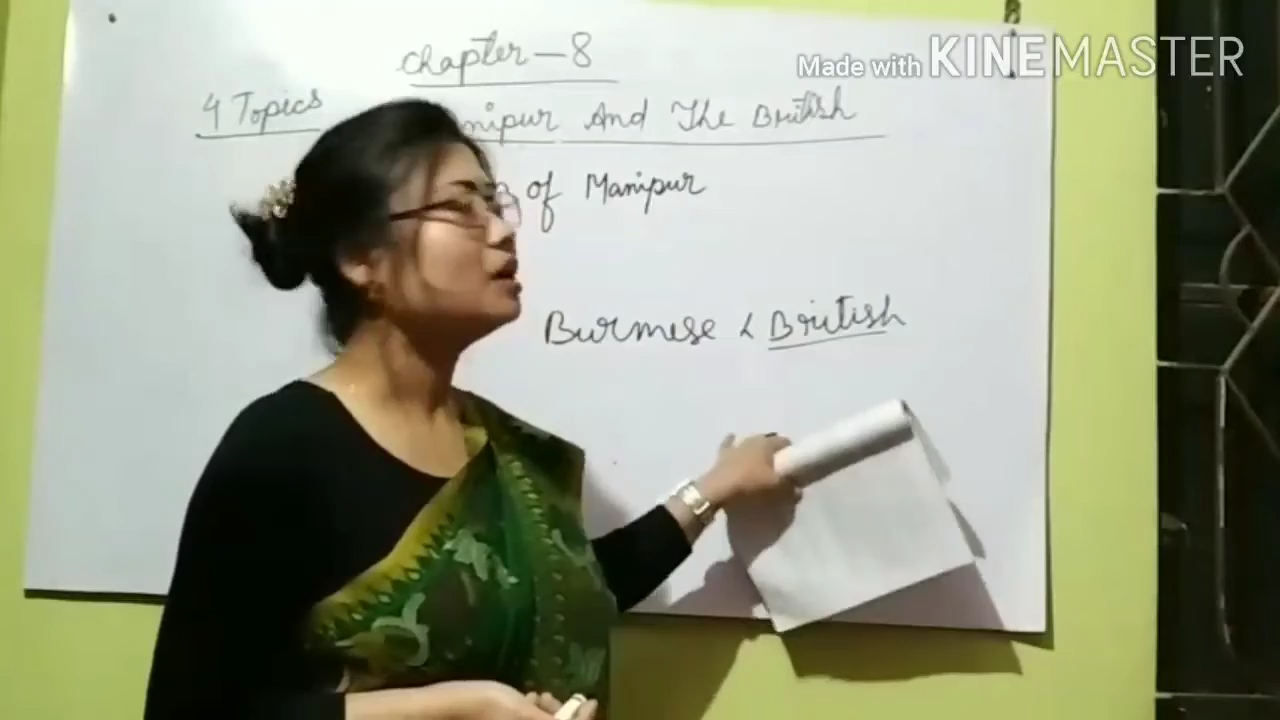 Chapter - 8
Made with KINEMASTER
4 Topics
nipur And The British
of Manipur
Burmese & British